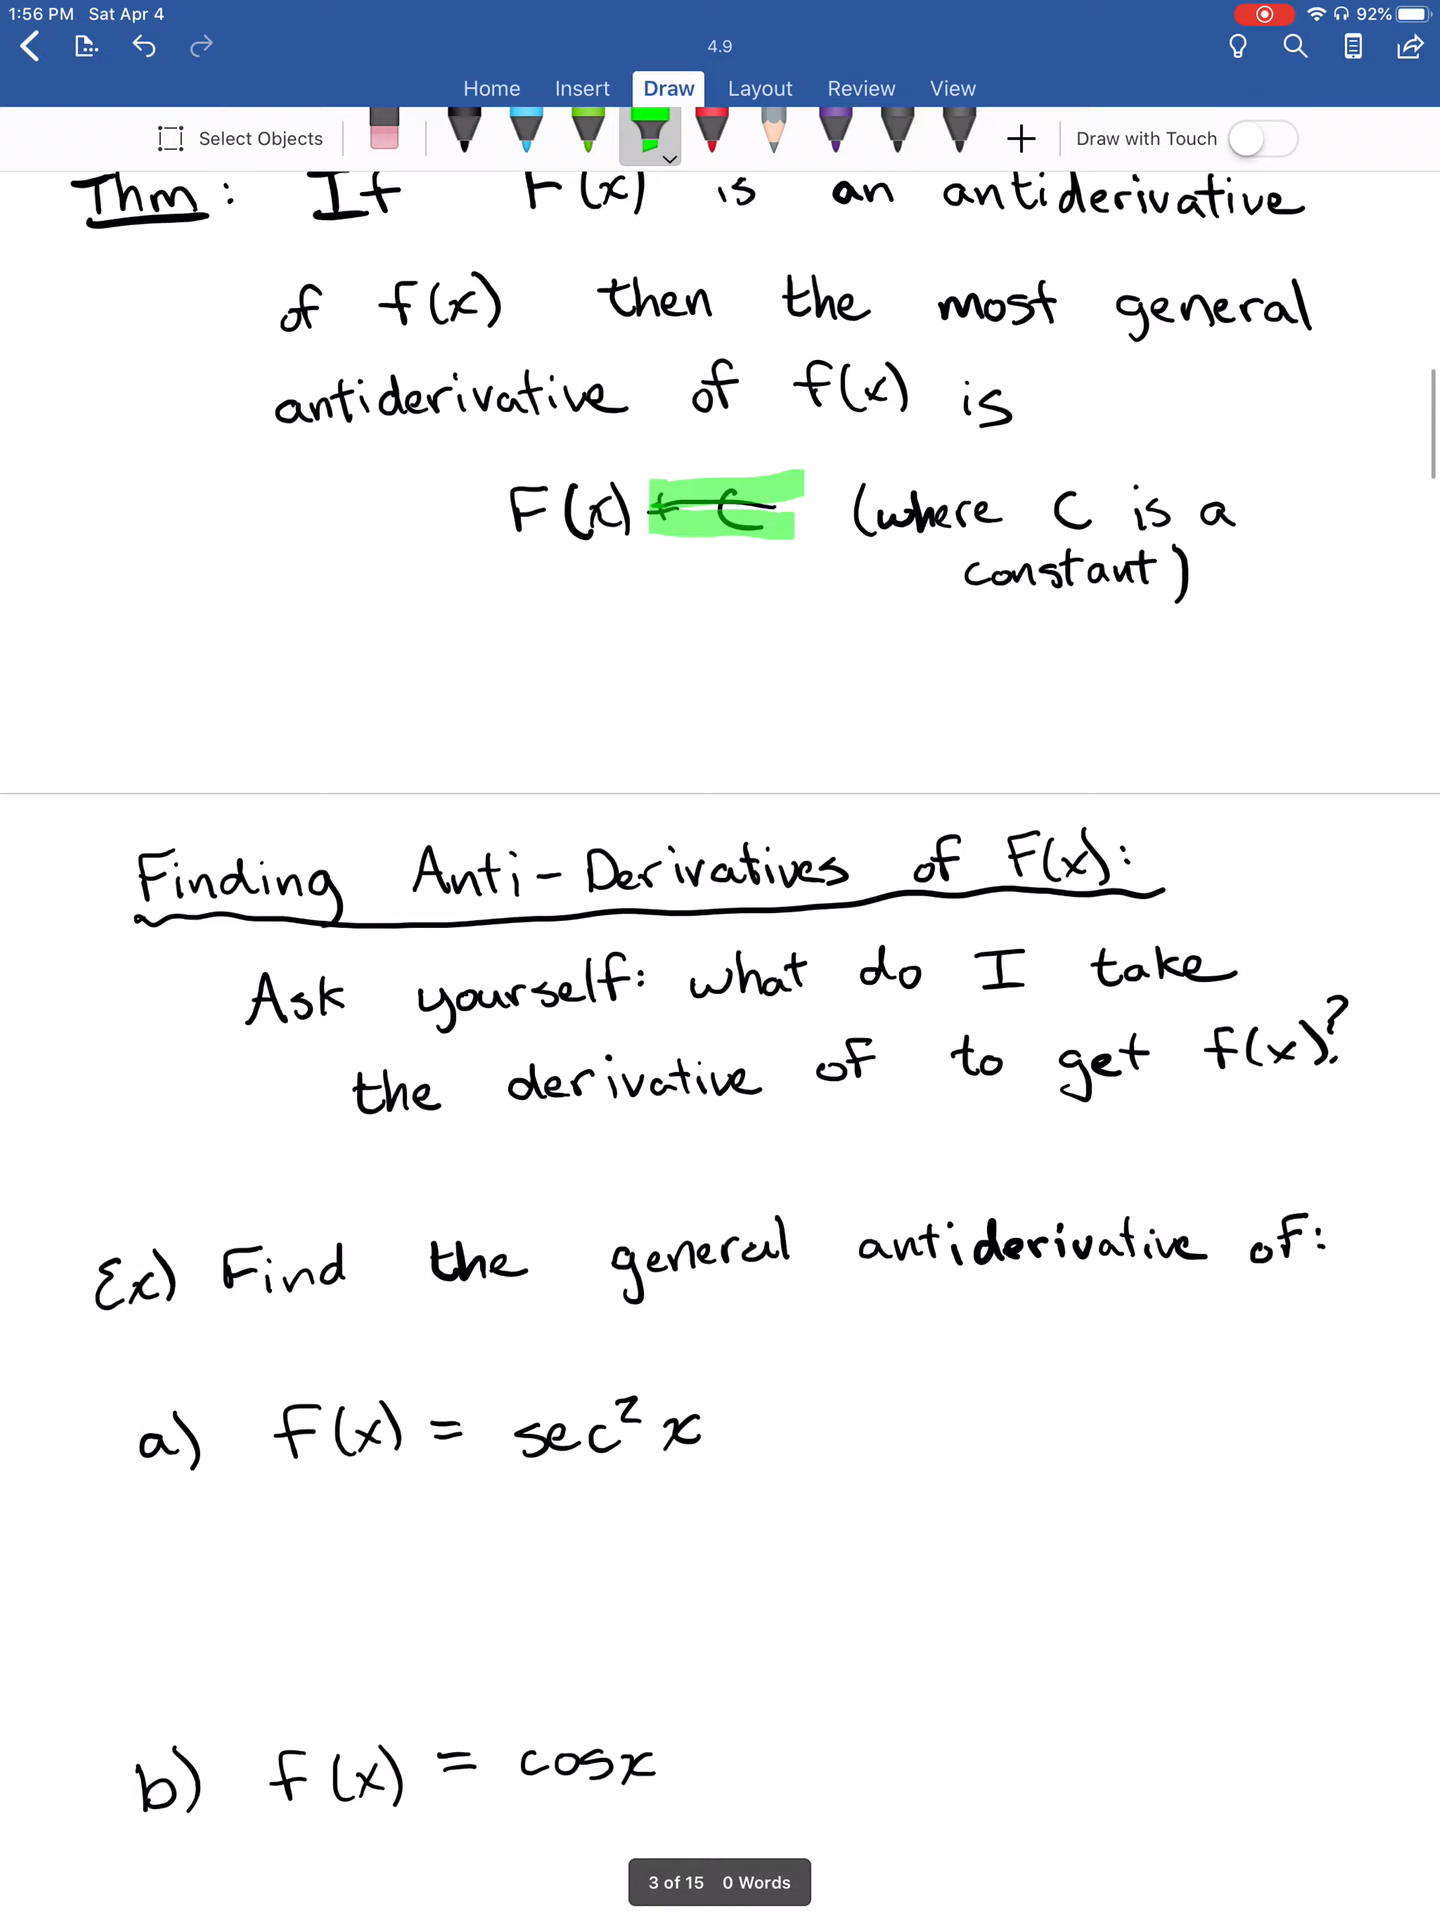 1:56 PM Sat Apr 4 92%
4.9
Home Insert Draw Layout Review View
Select Objects Draw with Touch
Thm: If F(x) is an antiderivative
of f(x) then the most general
antiderivative of f(x) is
F(x) + C (where C is a
constant)
Finding Anti-Derivatives of F(x):
Ask yourself: what do I take
the derivative of to get f(x)?
Ex) Find the general antiderivative of:
a) f(x) = sec² x
b) f(x) = cosx
3 of 15 0 Words